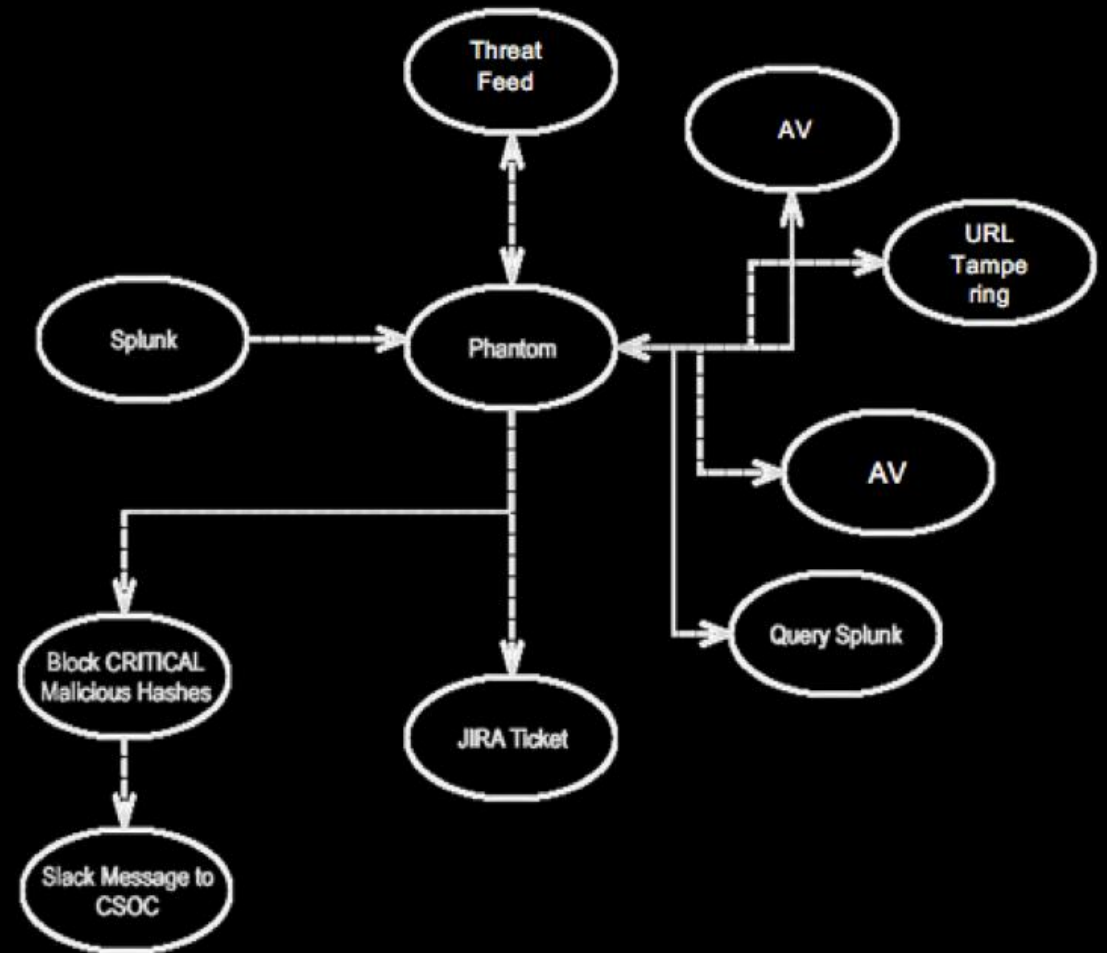 Threat
Feed
AV
URL
Tampe
ring
Splunk
Phantom
AV
Query Splunk
Block CRITICAL
Malicious Hashes
JIRA Ticket
Slack Message to
CSOC